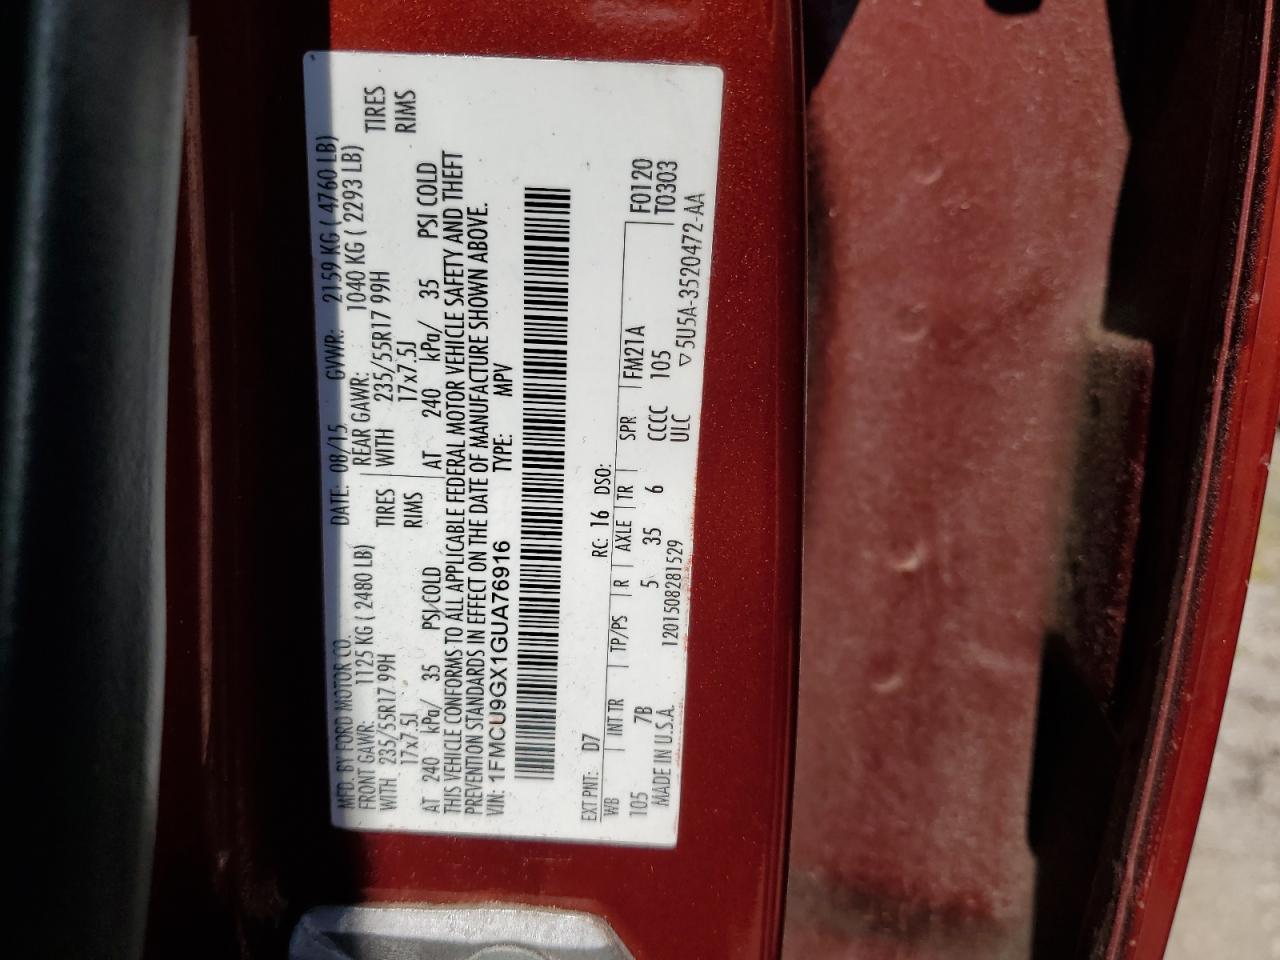 MFD. BY FORD MOTOR CO.
DATE: 08/15 GVWR: 2159 KG ( 4760 LB)
FRONT GAWR: 1125 KG ( 2480 LB) REAR GAWR: 1040 KG ( 2293 LB)
WITH 235/55R17 99H TIRES WITH 235/55R17 99H TIRES
17x7.5J RIMS 17x7.5J RIMS
AT 240 kPa/ 35 PSI/COLD AT 240 kPa/ 35 PSI COLD
THIS VEHICLE CONFORMS TO ALL APPLICABLE FEDERAL MOTOR VEHICLE SAFETY AND THEFT
PREVENTION STANDARDS IN EFFECT ON THE DATE OF MANUFACTURE SHOWN ABOVE.
VIN: 1FMCU9GX1GUA76916 TYPE: MPV
EXT PNT: D7 RC: 16 DSO:
WB INT TR TP/PS R AXLE TR SPR FM21A F0120
105 7B 5 35 6 CCCC 105 T0303
MADE IN U.S.A. 1201508281529 ULC ▽5U5A-3520472-AA